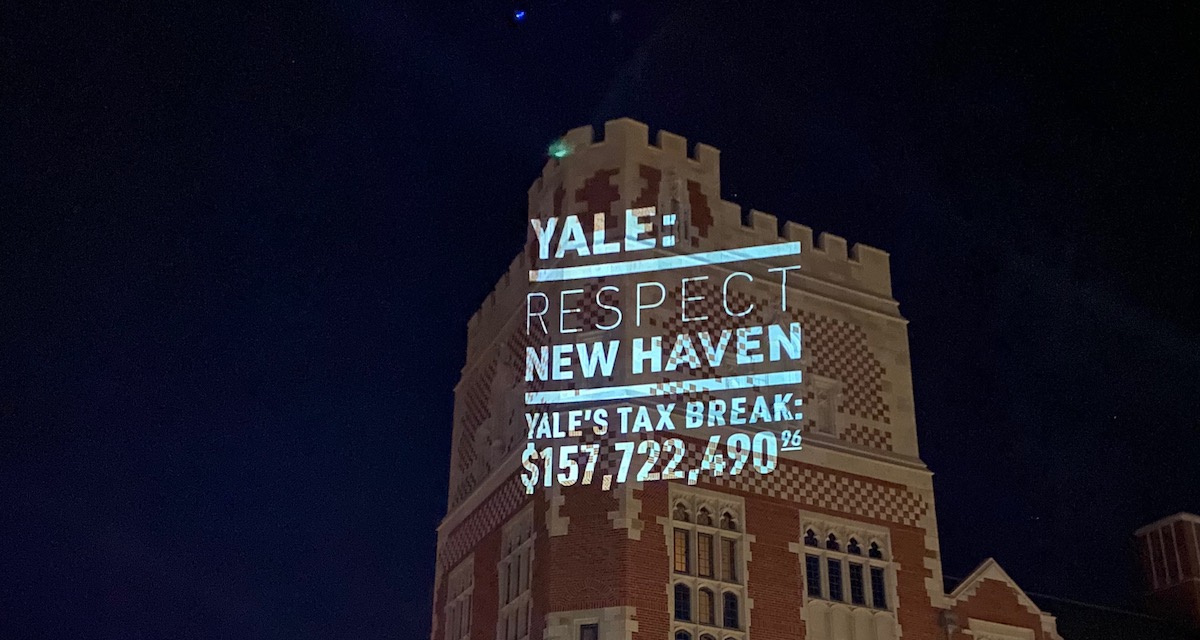 YALE:
RESPECT
NEW HAVEN
YALE'S TAX BREAK:
$157,722,490.96